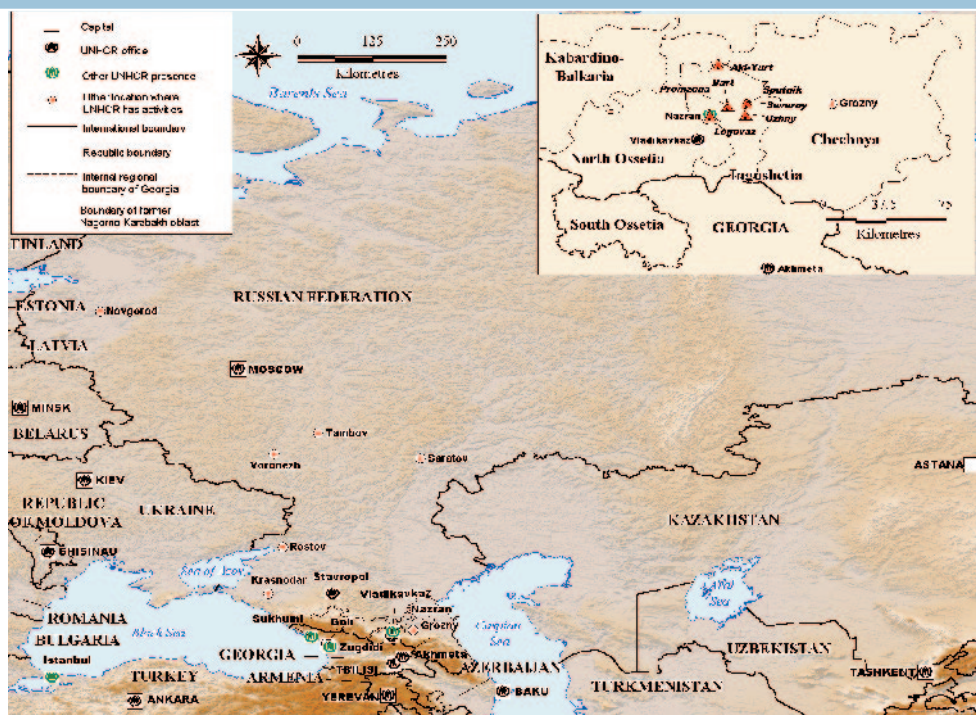 Capital
UNHCR office
Other UNHCR presence
Other location where
UNHCR has activities
International boundary
Republic boundary
Internal regional
boundary of Georgia
Boundary of former
Nagorno-Karabakh oblast
0 125 250
Kilometres
Barents Sea
Kabardino-
Balkaria
Aki-Yurt
Sputnik
Nazran
Logovaz
Uzhny
Grozny
Vladikavkaz
Chechnya
North Ossetia
Ingushetia
South Ossetia
GEORGIA
0 37.5 75
Kilometres
Akhmeta
FINLAND
RUSSIAN FEDERATION
ESTONIA
Novgorod
LATVIA
MOSCOW
MINSK
BELARUS
Tambov
Voronezh
Saratov
ASTANA
KIEV
REPUBLIC
OF MOLDOVA
UKRAINE
KAZAKHSTAN
CHISINAU
Rostov
Sea of Azov
Aral
Sea
Krasnodar
Stavropol
Vladikavkaz
Nazran
ROMANIA
Sukhumi
Gali
Grozny
Caspian
Sea
BULGARIA
Black Sea
Zugdidi
UZBEKISTAN
Istanbul
GEORGIA
Akhmeta
AZERBAIJAN
TURKEY
ARMENIA
TBILISI
TURKMENISTAN
TASHKENT
ANKARA
YEREVAN
BAKU